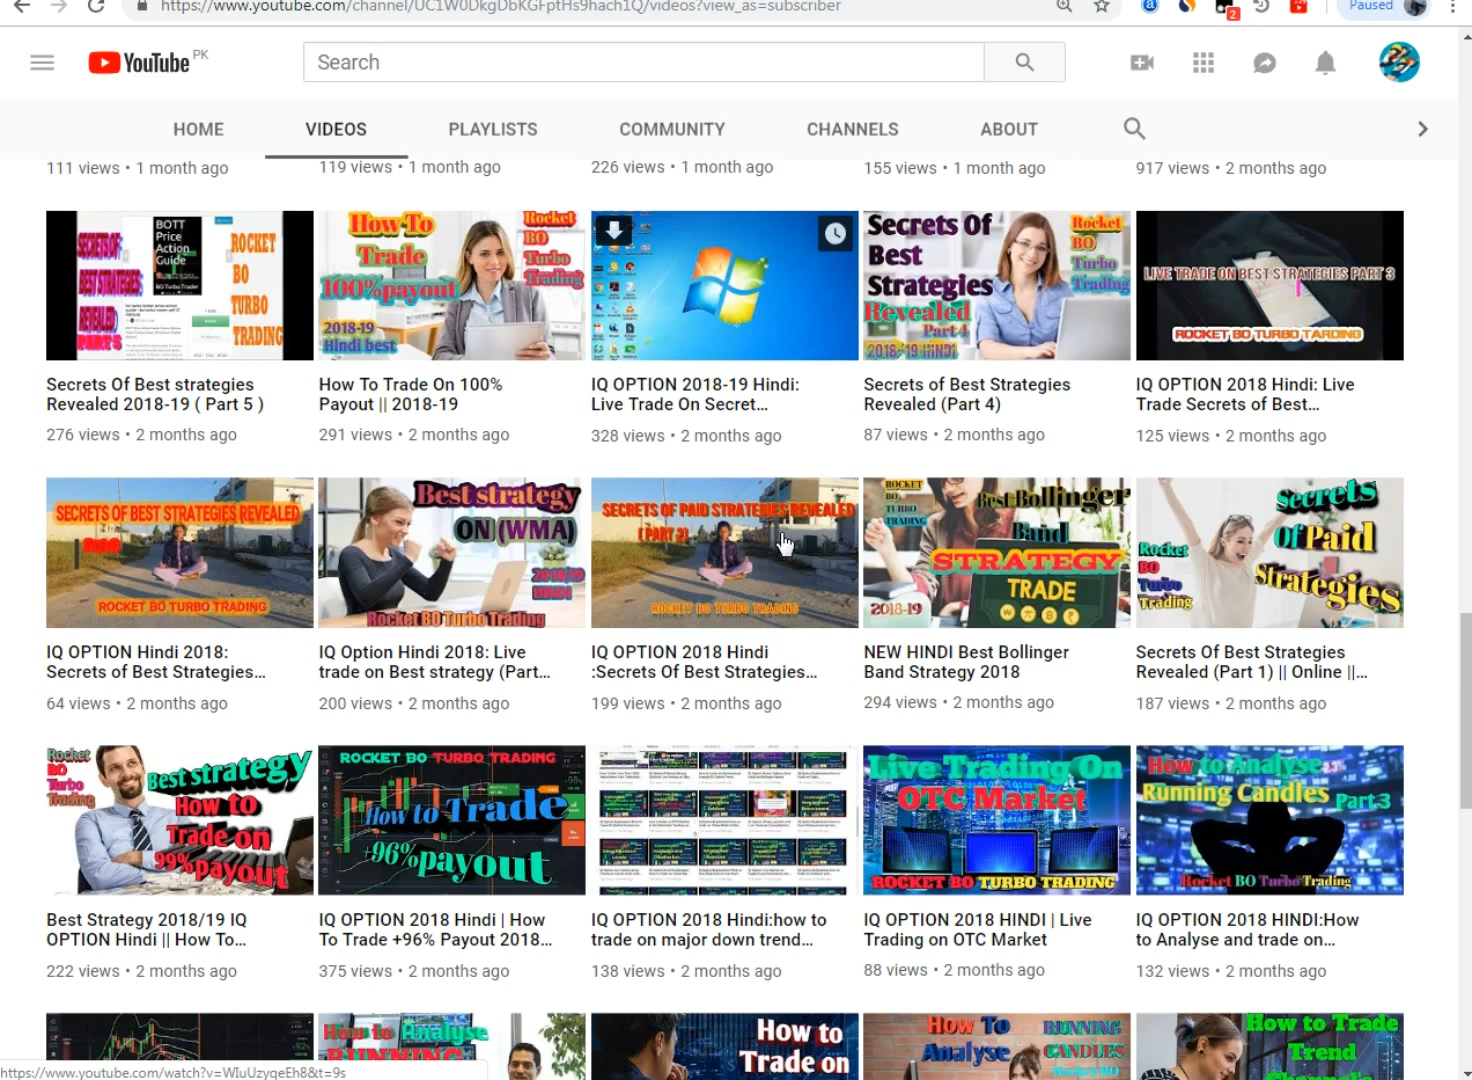 https://www.youtube.com/channel/UC1W0DkgDbKGFptHs9hach1Q/videos?view_as=subscriber
2
Paused
YouTube PK
Search
HOME
VIDEOS
PLAYLISTS
COMMUNITY
CHANNELS
ABOUT
111 views • 1 month ago
119 views • 1 month ago
226 views • 1 month ago
155 views • 1 month ago
917 views • 2 months ago
SECRETS OF
BEST STRATEGIES
REVEALED
PART 5
BOTT
Price
Action
Guide
BO Turbo Trader
ROCKET
BO
TURBO
TRADING
How To
Trade
100% payout
2018-19
Hindi best
Rocket
BO
Turbo
Trading
Secrets Of
Best
Strategies
Revealed
Part 4
2018-19 HINDI
Rocket
BO
Turbo
Trading
LIVE TRADE ON BEST STRATEGIES PART 3
ROCKET BO TURBO TARDING
Secrets Of Best strategies
Revealed 2018-19 ( Part 5 )
276 views • 2 months ago
How To Trade On 100%
Payout || 2018-19
291 views • 2 months ago
IQ OPTION 2018-19 Hindi:
Live Trade On Secret...
328 views • 2 months ago
Secrets of Best Strategies
Revealed (Part 4)
87 views • 2 months ago
IQ OPTION 2018 Hindi: Live
Trade Secrets of Best...
125 views • 2 months ago
SECRETS OF BEST STRATEGIES REVEALED
ROCKET BO TURBO TRADING
Best strategy
ON (WMA)
2018/19
HINDI
Rocket BO Turbo Trading
SECRETS OF PAID STRATEGIES REVEALED
( PART 2)
ROCKET BO TURBO TRADING
ROCKET
BO
TURBO
TRADING
Best Bollinger
Band
STRATEGY
TRADE
2018-19
Secrets
Of Paid
Strategies
Rocket
BO
Turbo
Trading
IQ OPTION Hindi 2018:
Secrets of Best Strategies...
64 views • 2 months ago
IQ Option Hindi 2018: Live
trade on Best strategy (Part...
200 views • 2 months ago
IQ OPTION 2018 Hindi
:Secrets Of Best Strategies...
199 views • 2 months ago
NEW HINDI Best Bollinger
Band Strategy 2018
294 views • 2 months ago
Secrets Of Best Strategies
Revealed (Part 1) || Online ||...
187 views • 2 months ago
Rocket
BO
Turbo
Trading
Best strategy
How to
Trade on
99% payout
ROCKET BO TURBO TRADING
How to Trade
+96% payout
Live Trading On
OTC Market
ROCKET BO TURBO TRADING
How to Analyse
Running Candles Part 3
Rocket BO Turbo Trading
Best Strategy 2018/19 IQ
OPTION Hindi || How To...
222 views • 2 months ago
IQ OPTION 2018 Hindi | How
To Trade +96% Payout 2018...
375 views • 2 months ago
IQ OPTION 2018 Hindi:how to
trade on major down trend...
138 views • 2 months ago
IQ OPTION 2018 HINDI | Live
Trading on OTC Market
88 views • 2 months ago
IQ OPTION 2018 HINDI:How
to Analyse and trade on...
132 views • 2 months ago
How to Analyse
RUNNING
How to
Trade on
How To
Analyse
RUNNING
CANDLES
Rocket BO
How to Trade
Trend
Channel's
https://www.youtube.com/watch?v=WIuUzyqeEh8&t=9s